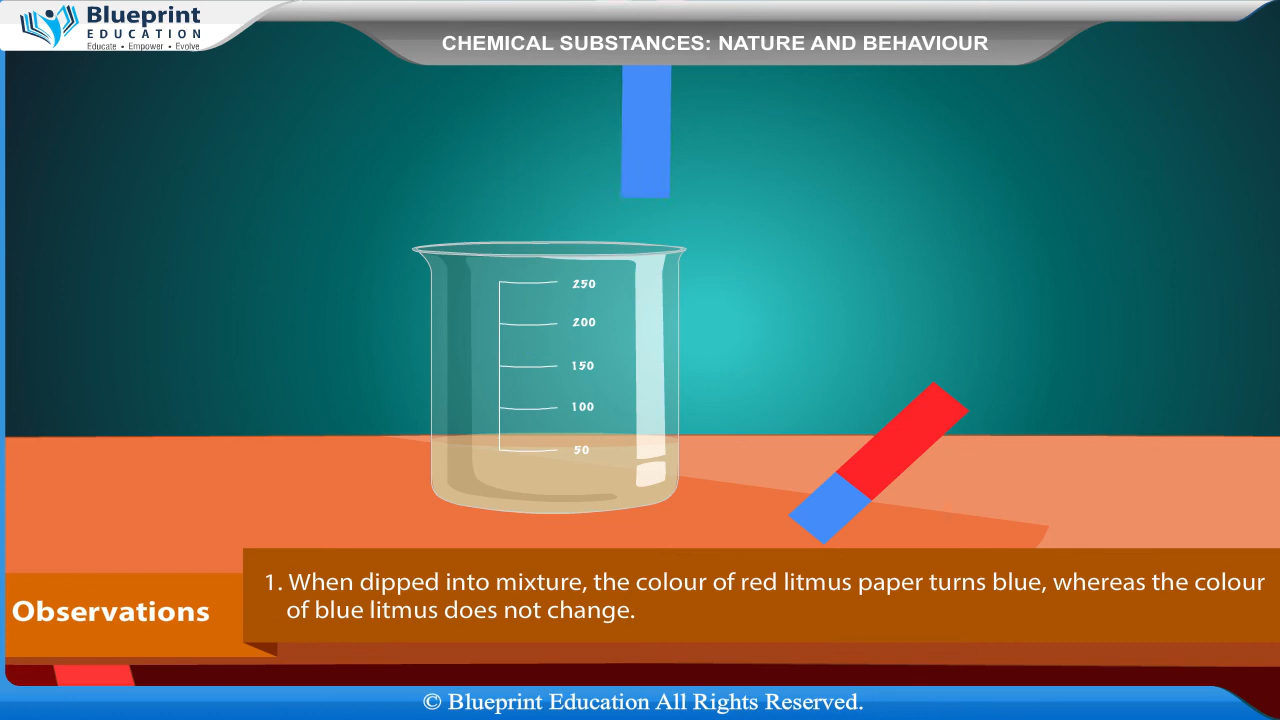 Blueprint
EDUCATION
Educate • Empower • Evolve
CHEMICAL SUBSTANCES: NATURE AND BEHAVIOUR
250
200
150
100
50
Observations
1. When dipped into mixture, the colour of red litmus paper turns blue, whereas the colour
of blue litmus does not change.
© Blueprint Education All Rights Reserved.